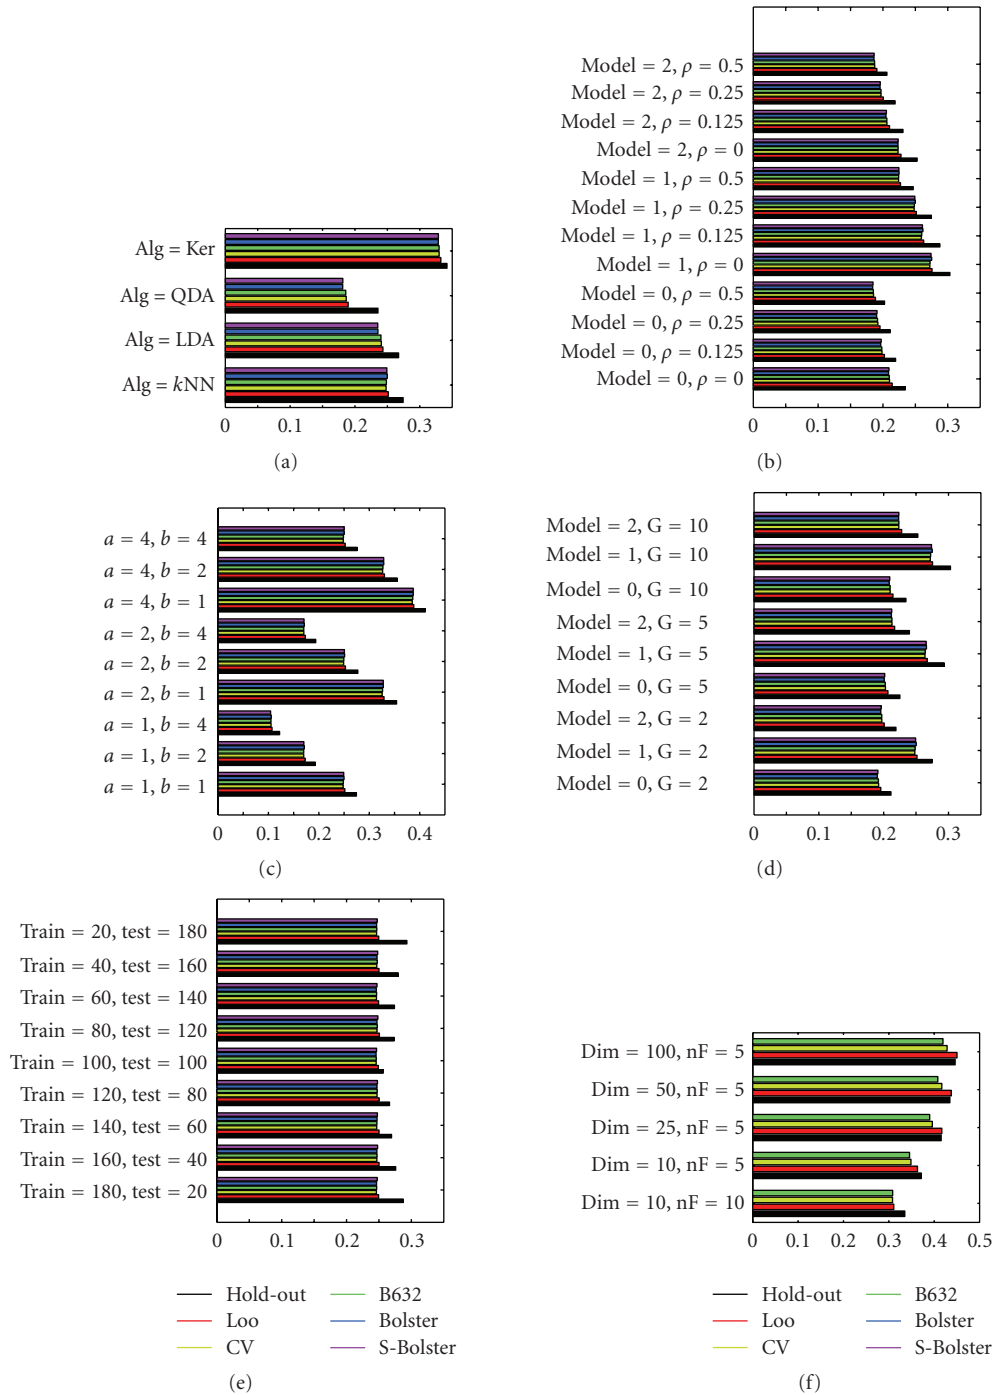 Alg = Ker
Alg = QDA
Alg = LDA
Alg = kNN
0 0.1 0.2 0.3
(a)
Model = 2, ρ = 0.5
Model = 2, ρ = 0.25
Model = 2, ρ = 0.125
Model = 2, ρ = 0
Model = 1, ρ = 0.5
Model = 1, ρ = 0.25
Model = 1, ρ = 0.125
Model = 1, ρ = 0
Model = 0, ρ = 0.5
Model = 0, ρ = 0.25
Model = 0, ρ = 0.125
Model = 0, ρ = 0
0 0.1 0.2 0.3
(b)
a = 4, b = 4
a = 4, b = 2
a = 4, b = 1
a = 2, b = 4
a = 2, b = 2
a = 2, b = 1
a = 1, b = 4
a = 1, b = 2
a = 1, b = 1
0 0.1 0.2 0.3 0.4
(c)
Model = 2, G = 10
Model = 1, G = 10
Model = 0, G = 10
Model = 2, G = 5
Model = 1, G = 5
Model = 0, G = 5
Model = 2, G = 2
Model = 1, G = 2
Model = 0, G = 2
0 0.1 0.2 0.3
(d)
Train = 20, test = 180
Train = 40, test = 160
Train = 60, test = 140
Train = 80, test = 120
Train = 100, test = 100
Train = 120, test = 80
Train = 140, test = 60
Train = 160, test = 40
Train = 180, test = 20
0 0.1 0.2 0.3
Hold-out B632
Loo Bolster
CV S-Bolster
(e)
Dim = 100, nF = 5
Dim = 50, nF = 5
Dim = 25, nF = 5
Dim = 10, nF = 5
Dim = 10, nF = 10
0 0.1 0.2 0.3 0.4 0.5
Hold-out B632
Loo Bolster
CV S-Bolster
(f)